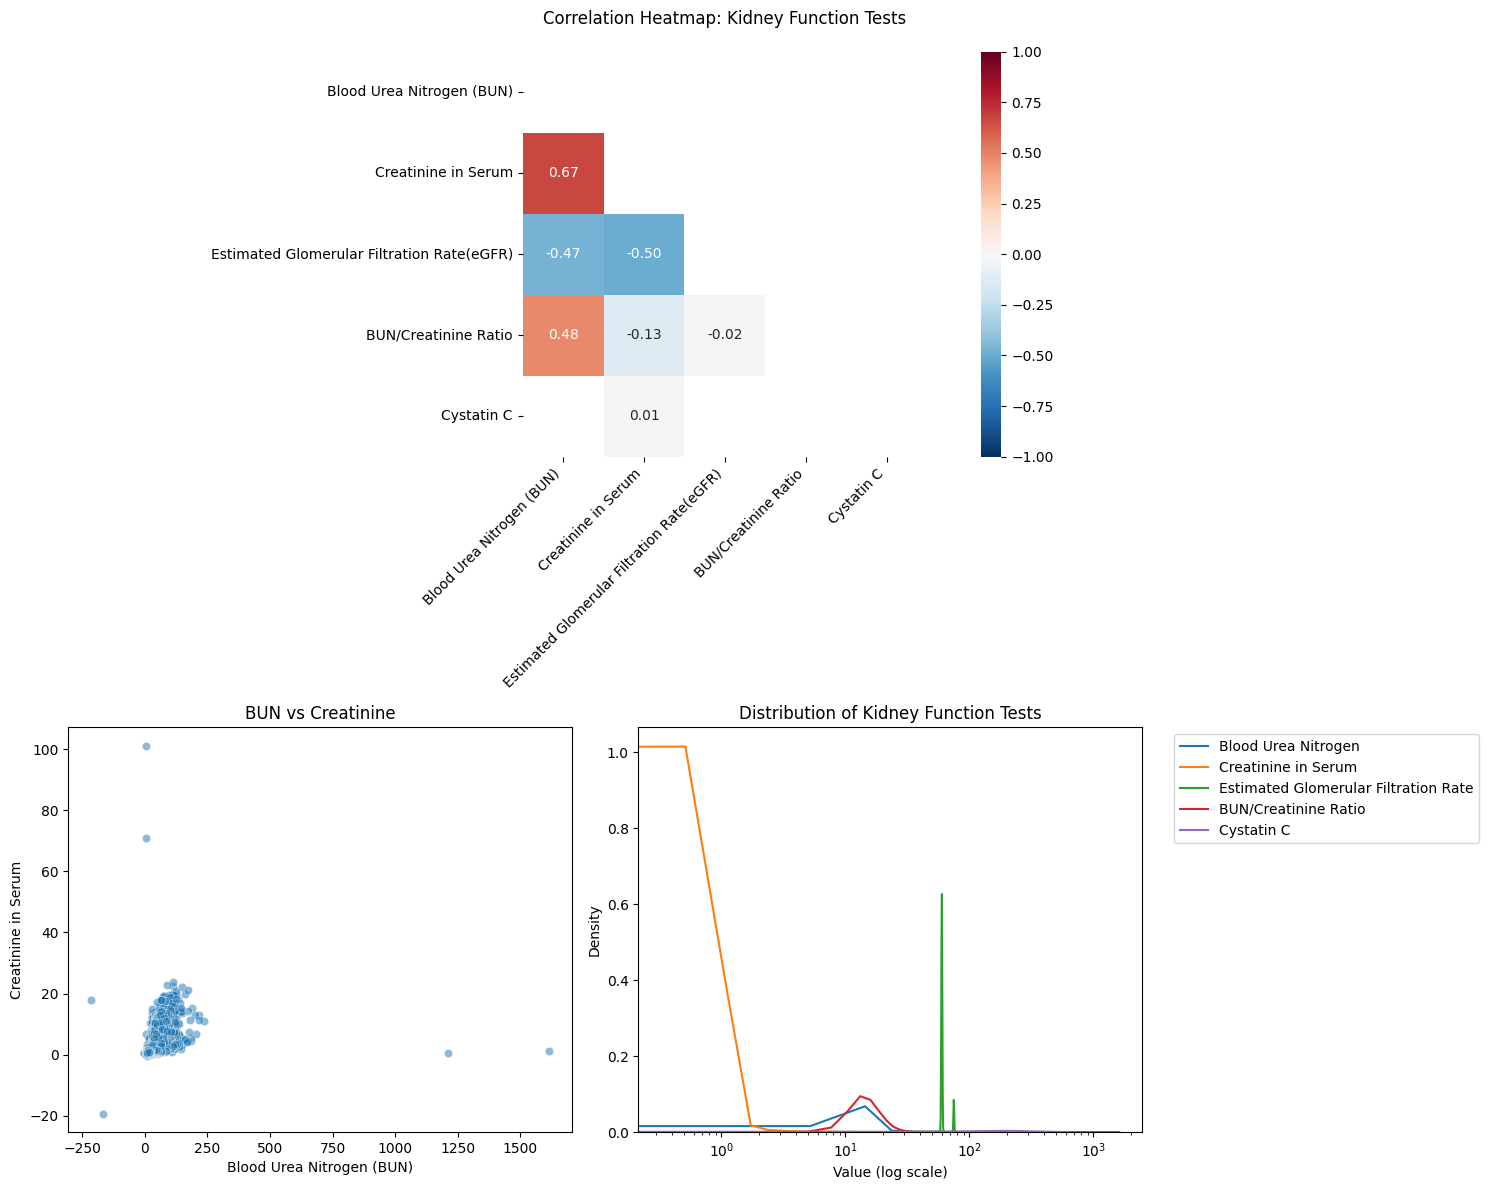 Correlation Heatmap: Kidney Function Tests
1.00
Blood Urea Nitrogen (BUN)
0.75
Creatinine in Serum
0.67
0.50
0.25
Estimated Glomerular Filtration Rate(eGFR)
-0.47
-0.50
0.00
−0.25
BUN/Creatinine Ratio
0.48
-0.13
-0.02
−0.50
Cystatin C
0.01
−0.75
−1.00
Blood Urea Nitrogen (BUN)
Creatinine in Serum
Estimated Glomerular Filtration Rate(eGFR)
BUN/Creatinine Ratio
Cystatin C
BUN vs Creatinine
100
80
60
40
20
0
−20
Creatinine in Serum
−250
0
250
500
750
1000
1250
1500
Blood Urea Nitrogen (BUN)
Distribution of Kidney Function Tests
1.0
0.8
0.6
0.4
0.2
0.0
Density
10⁰
10¹
10²
10³
Value (log scale)
Blood Urea Nitrogen
Creatinine in Serum
Estimated Glomerular Filtration Rate
BUN/Creatinine Ratio
Cystatin C